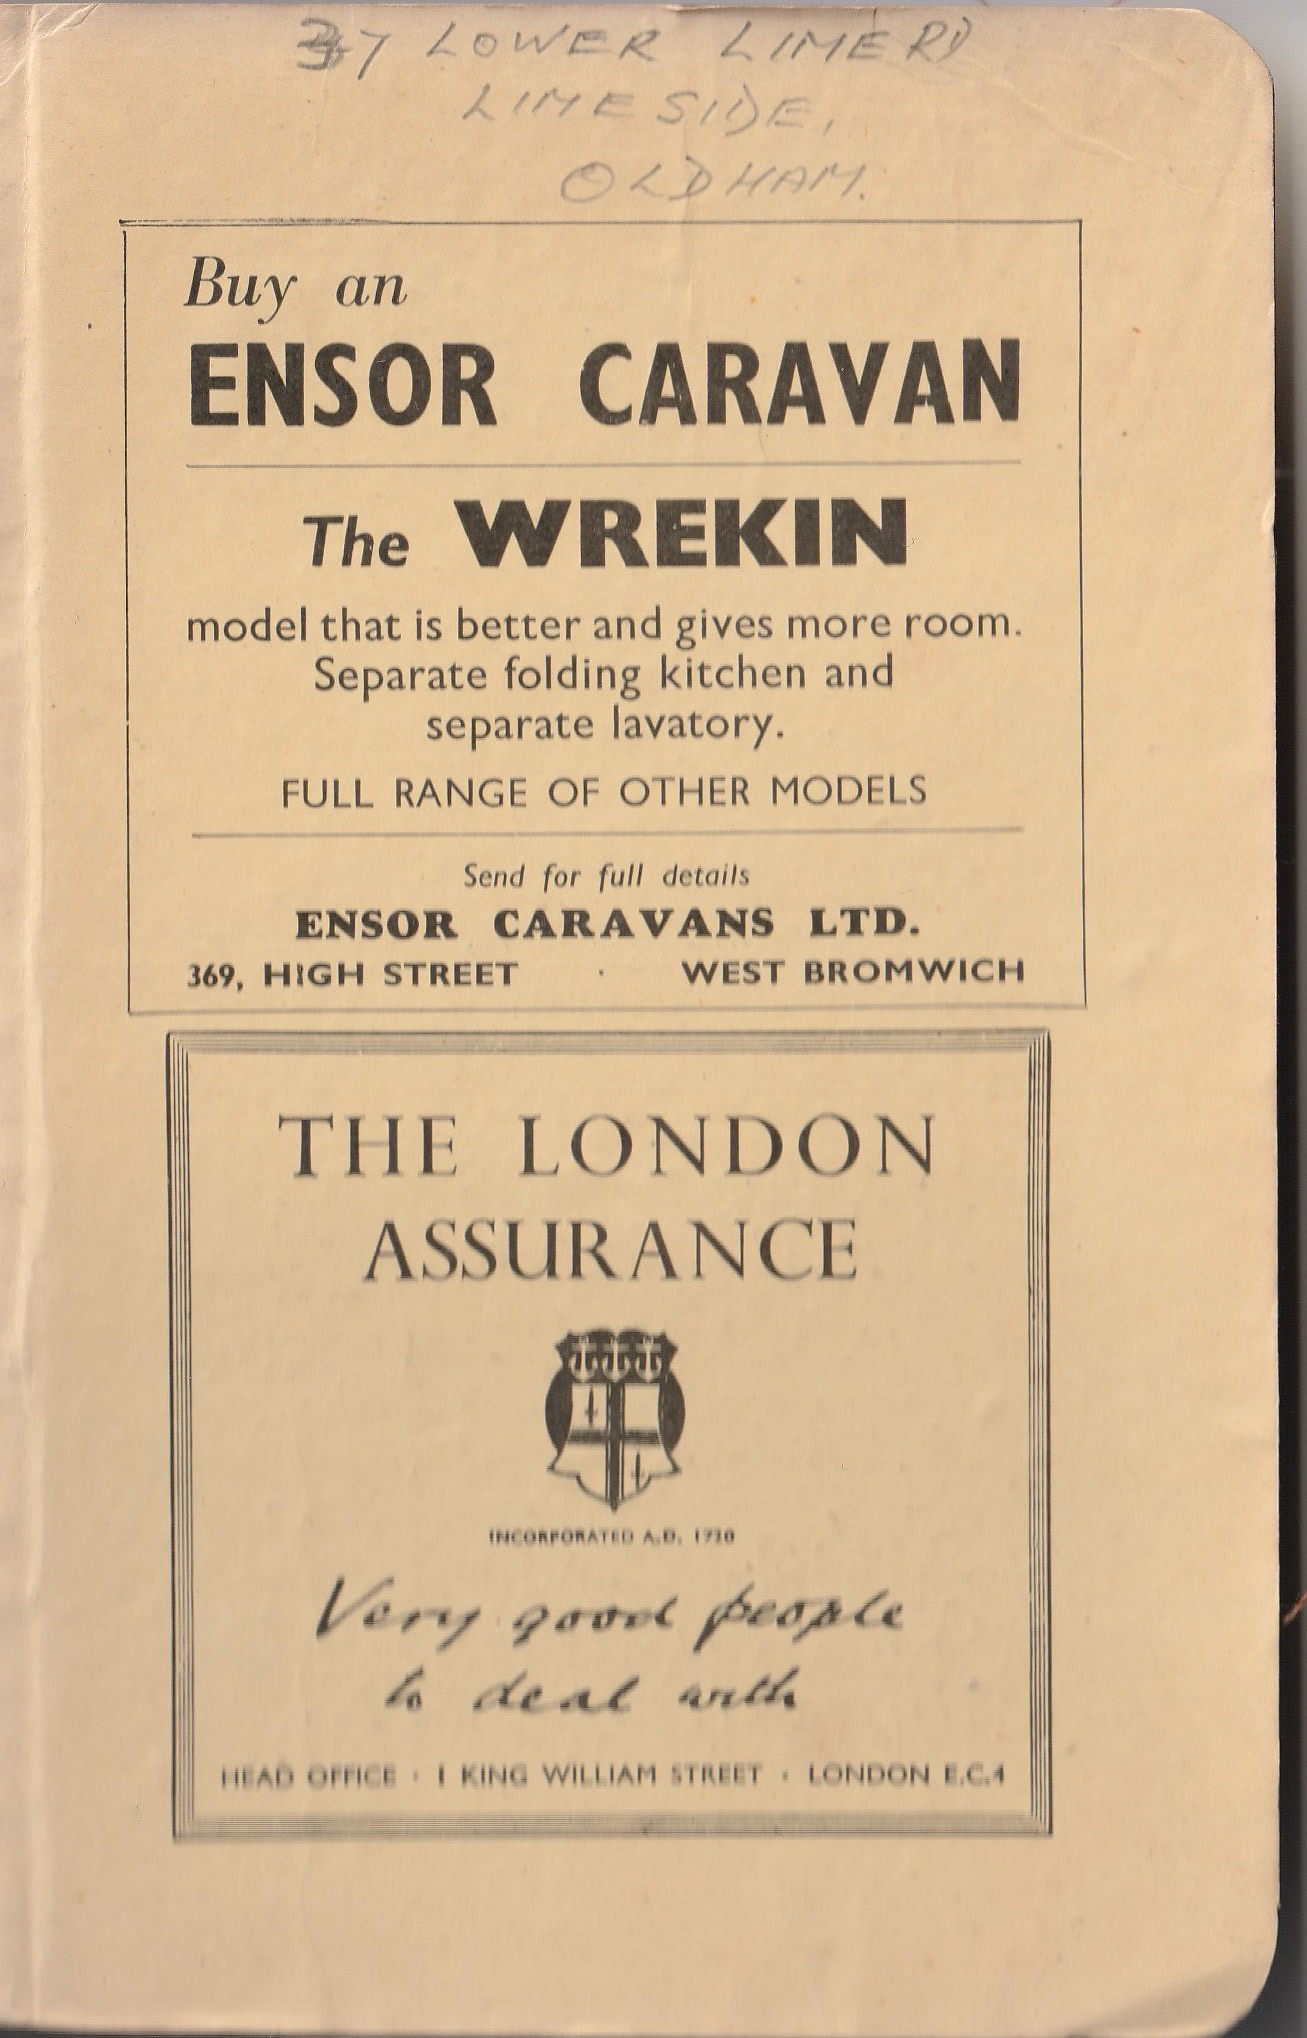 37 LOWER LIME RD
LIMESIDE,
OLDHAM.
Buy an
ENSOR CARAVAN
The WREKIN
model that is better and gives more room.
Separate folding kitchen and
separate lavatory.
FULL RANGE OF OTHER MODELS
Send for full details
ENSOR CARAVANS LTD.
369, HIGH STREET · WEST BROMWICH
THE LONDON
ASSURANCE
INCORPORATED A.D. 1720
Very good people
to deal with
HEAD OFFICE · 1 KING WILLIAM STREET · LONDON E.C.4